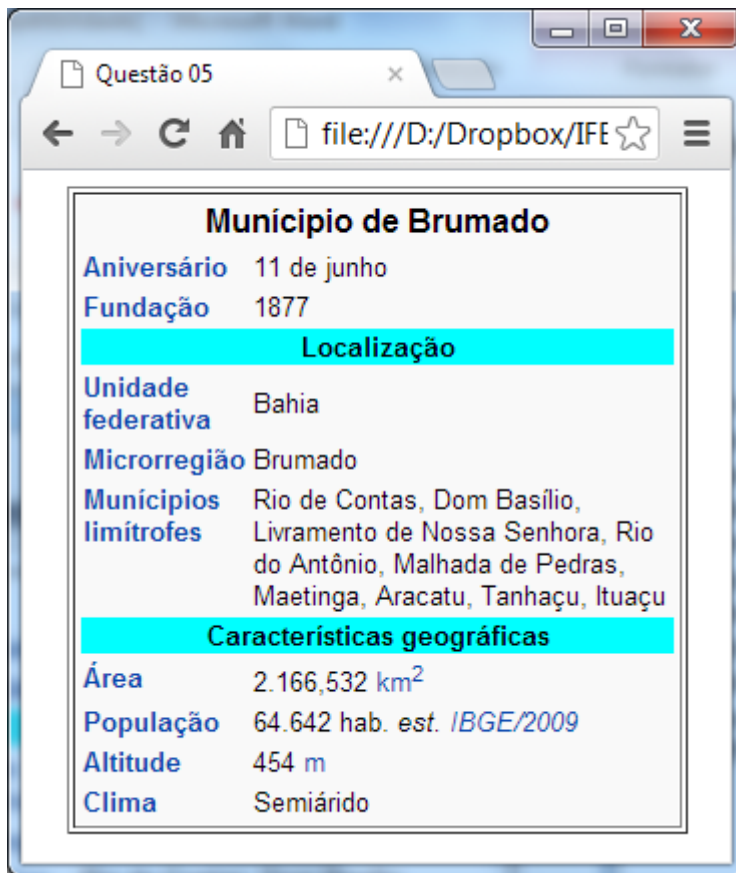 Questão 05
file:///D:/Dropbox/IFE
Munícipio de Brumado
Aniversário 11 de junho
Fundação 1877
Localização
Unidade
federativa
Bahia
Microrregião Brumado
Munícipios
limítrofes
Rio de Contas, Dom Basílio,
Livramento de Nossa Senhora, Rio
do Antônio, Malhada de Pedras,
Maetinga, Aracatu, Tanhaçu, Ituaçu
Características geográficas
Área 2.166,532 km²
População 64.642 hab. est. IBGE/2009
Altitude 454 m
Clima Semiárido